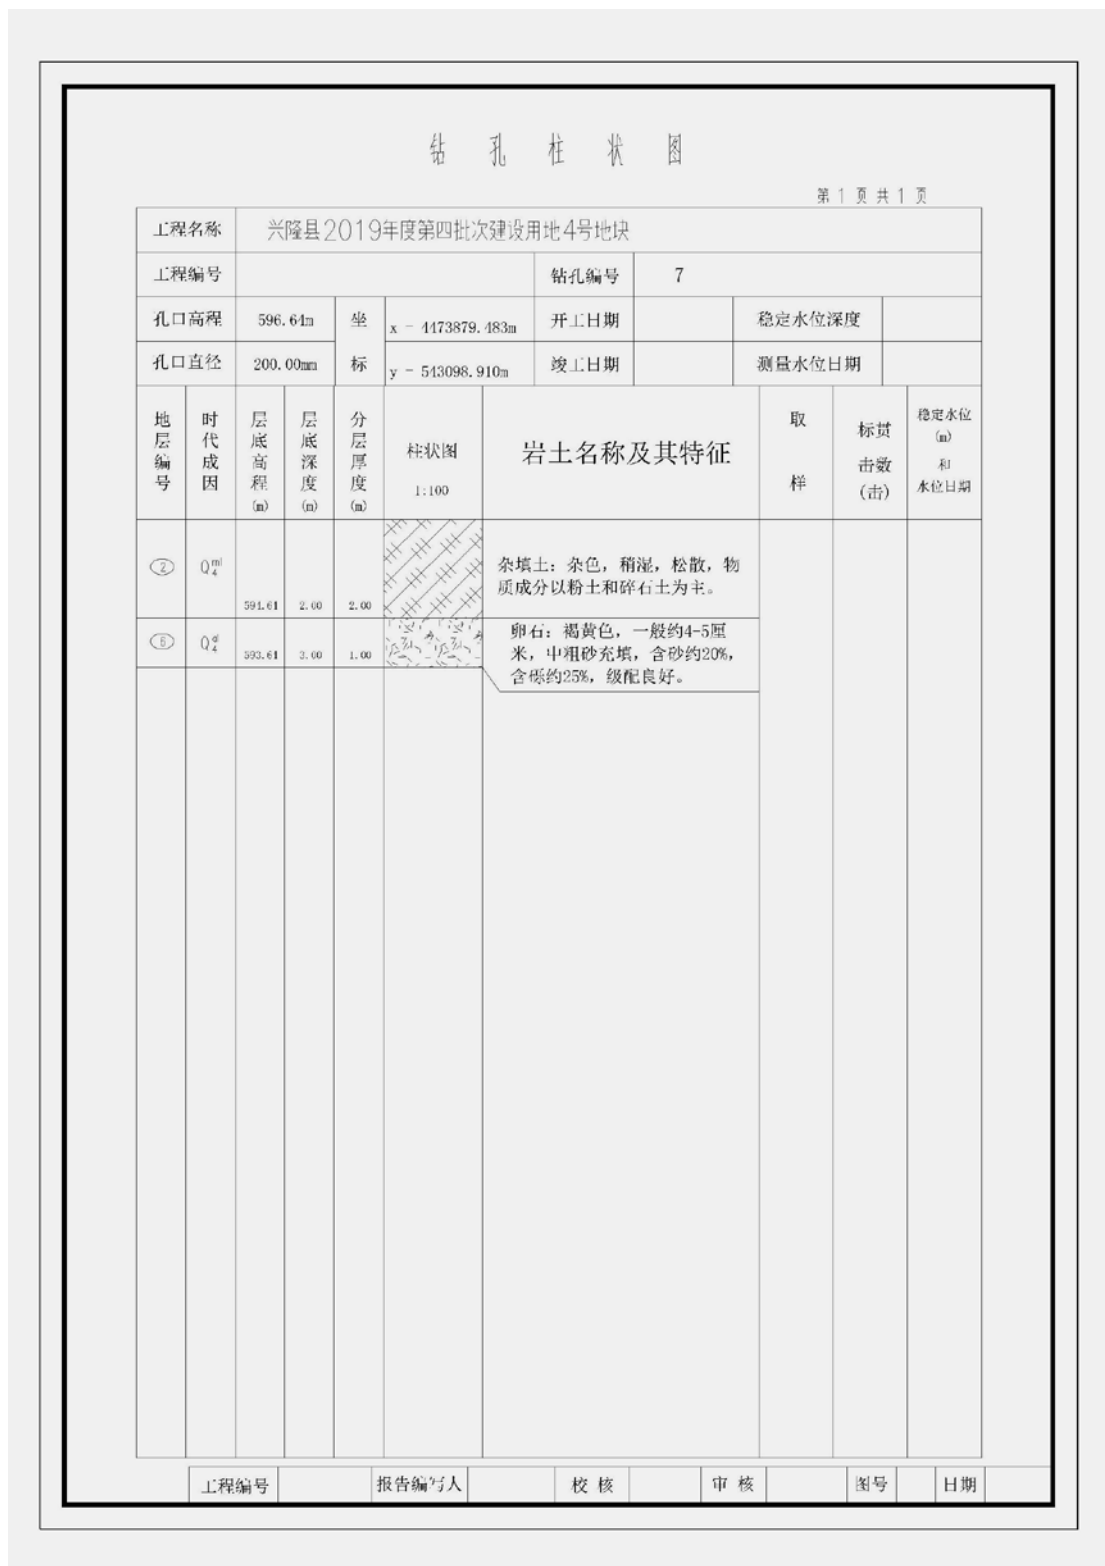 钻 孔 柱 状 图
第 1 页 共 1 页
工程名称 兴隆县2019年度第四批次建设用地4号地块
工程编号 钻孔编号 7
孔口高程 596.64m 坐 x - 4473879.483m 开工日期 稳定水位深度
孔口直径 200.00mm 标 y - 543098.910m 竣工日期 测量水位日期
地层编号 时代成因 层底高程(m) 层底深度(m) 分层厚度(m) 柱状图 1:100 岩土名称及其特征 取样 标贯击数(击) 稳定水位(m)和水位日期
② Q4ml 594.64 2.00 2.00
杂填土：杂色，稍湿，松散，物
质成分以粉土和碎石土为主。
⑥ 593.64 3.00 1.00
卵石：褐黄色，一般约4-5厘
米，中粗砂充填，含砂约20%，
含砾约25%，级配良好。
工程编号 报告编写人 校 核 审 核 图号 日期